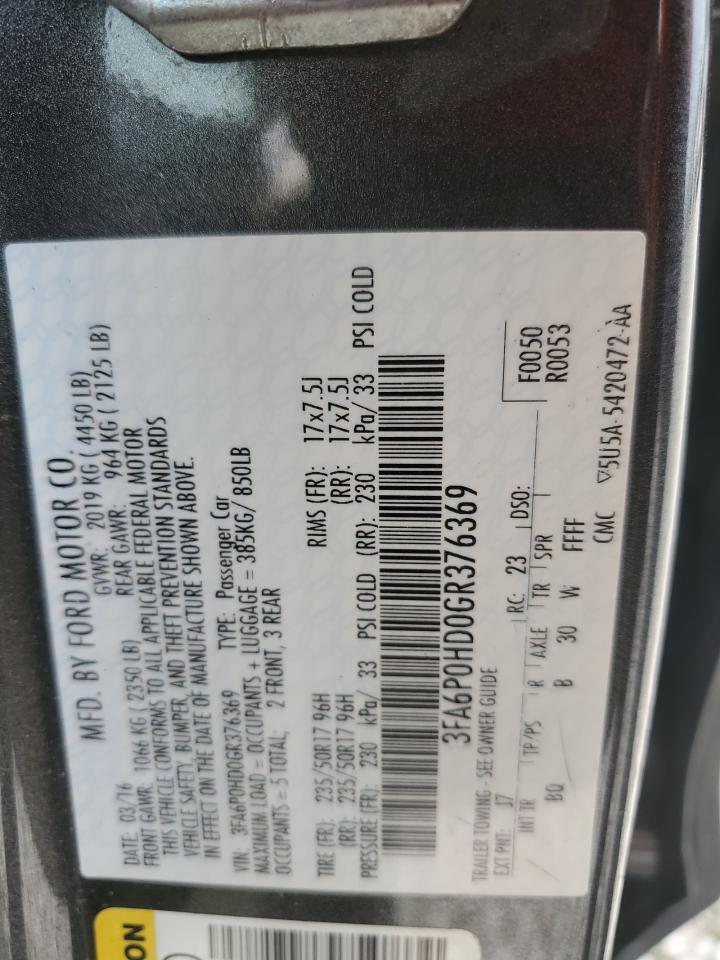 MFD. BY FORD MOTOR CO.
DATE: 03/16 GVWR: 2019 KG ( 4450 LB)
FRONT GAWR: 1066 KG ( 2350 LB) REAR GAWR: 964 KG ( 2125 LB)
THIS VEHICLE CONFORMS TO ALL APPLICABLE FEDERAL MOTOR
VEHICLE SAFETY, BUMPER, AND THEFT PREVENTION STANDARDS
IN EFFECT ON THE DATE OF MANUFACTURE SHOWN ABOVE.
VIN: 3FA6P0HD0GR376369 TYPE: Passenger Car
MAXIMUM LOAD = OCCUPANTS + LUGGAGE = 385KG/ 850LB
OCCUPANTS = 5 TOTAL; 2 FRONT, 3 REAR
TIRE (FR): 235/50R17 96H RIMS (FR): 17x7.5J
(RR): 235/50R17 96H (RR): 17x7.5J
PRESSURE (FR): 230 kPa/ 33 PSI COLD (RR): 230 kPa/ 33 PSI COLD
3FA6P0HD0GR376369
TRAILER TOWING - SEE OWNER GUIDE
EXT PNT: J7 RC: 23 DSO: F0050
R0053
INT TR TP/PS R AXLE TR SPR
BQ B 30 W FFFF
CMC ▽5U5A-5420472-AA
ON